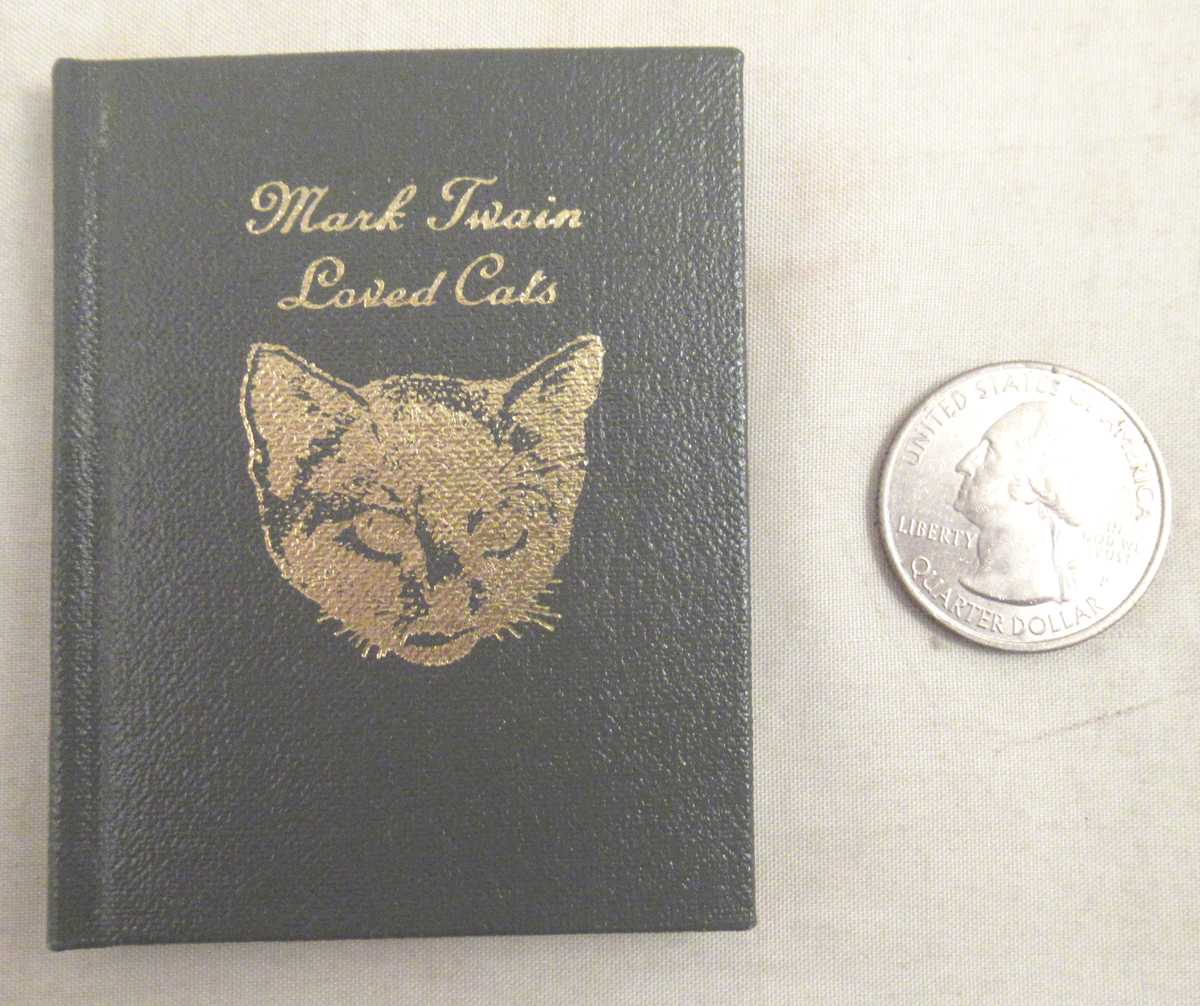 Mark Twain
Loved Cats
UNITED STATES OF AMERICA
LIBERTY
IN
GOD WE
TRUST
P
QUARTER DOLLAR